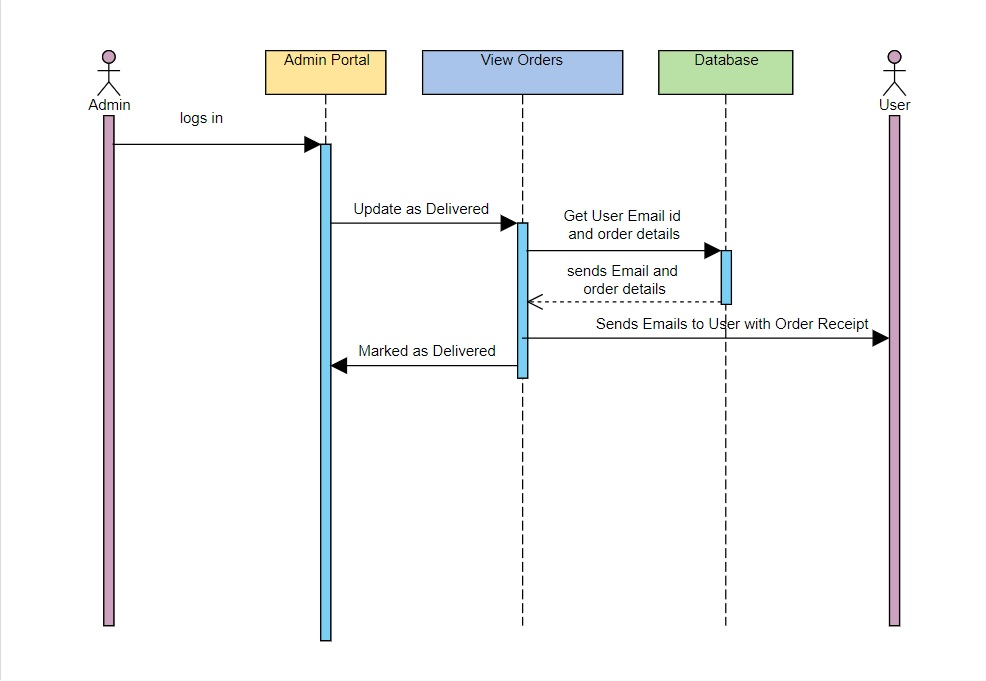 Admin Portal
View Orders
Database
Admin
User
logs in
Update as Delivered
Get User Email id
and order details
sends Email and
order details
Sends Emails to User with Order Receipt
Marked as Delivered